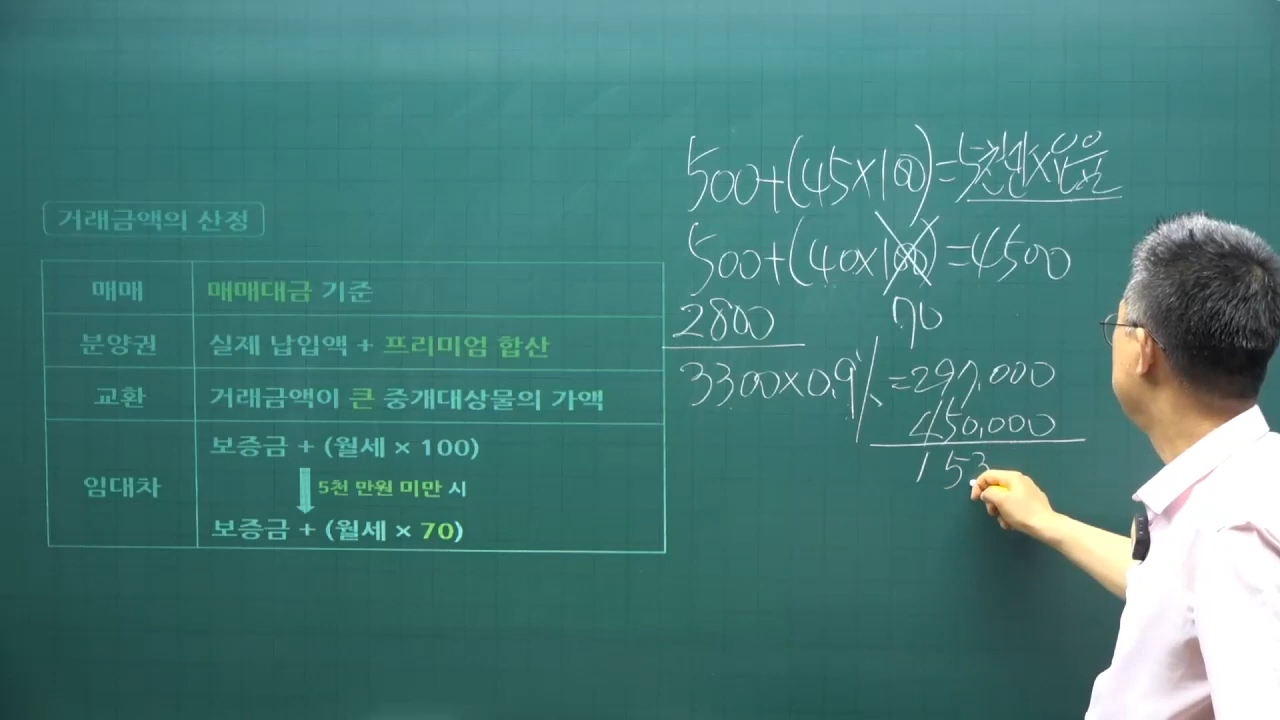 거래금액의 산정
매매 매매대금 기준
분양권 실제 납입액 + 프리미엄 합산
교환 거래금액이 큰 중개대상물의 가액
보증금 + (월세 × 100)
임대차 5천 만원 미만 시
보증금 + (월세 × 70)
500+(45×100)=5천만×
500+(40×100)=4500
2800 70
3300×0.9%=297,000
450,000
153